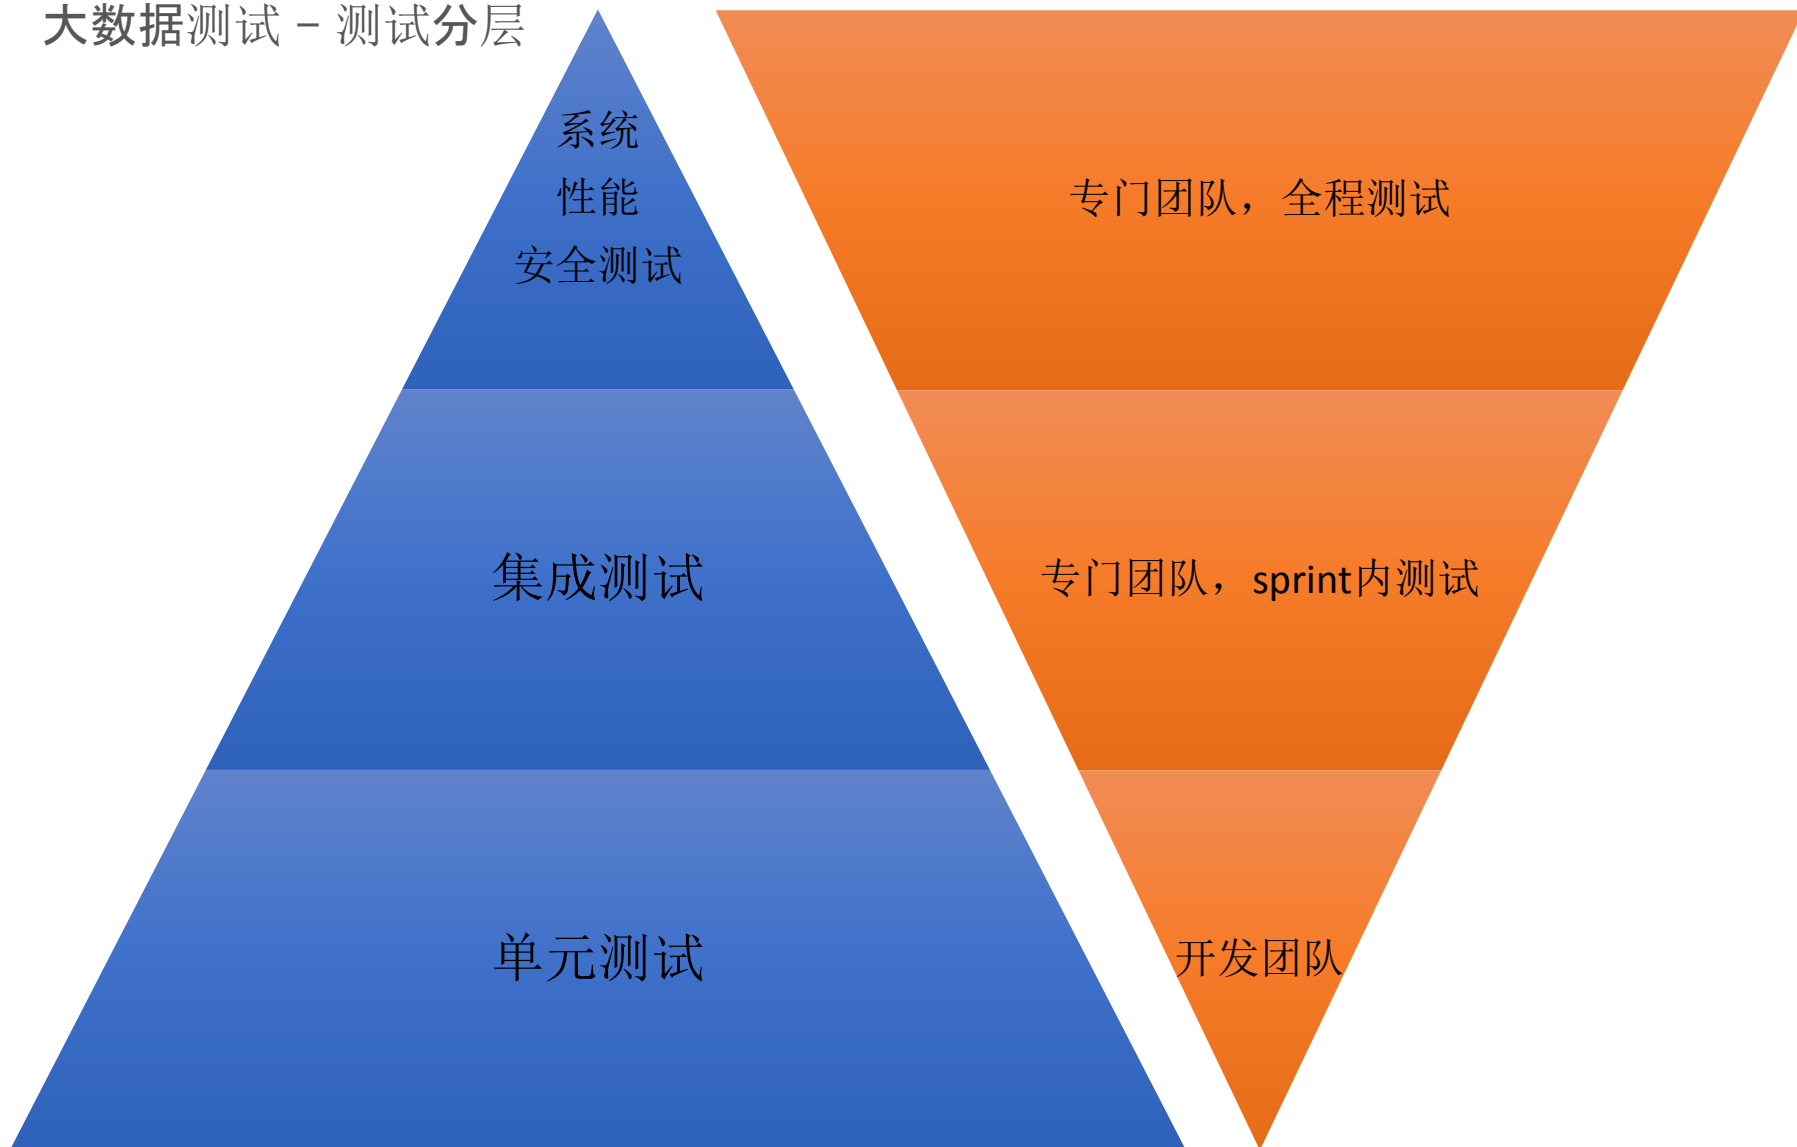 大数据测试 – 测试分层
系统
性能
安全测试
专门团队，全程测试
集成测试
专门团队，sprint内测试
单元测试
开发团队